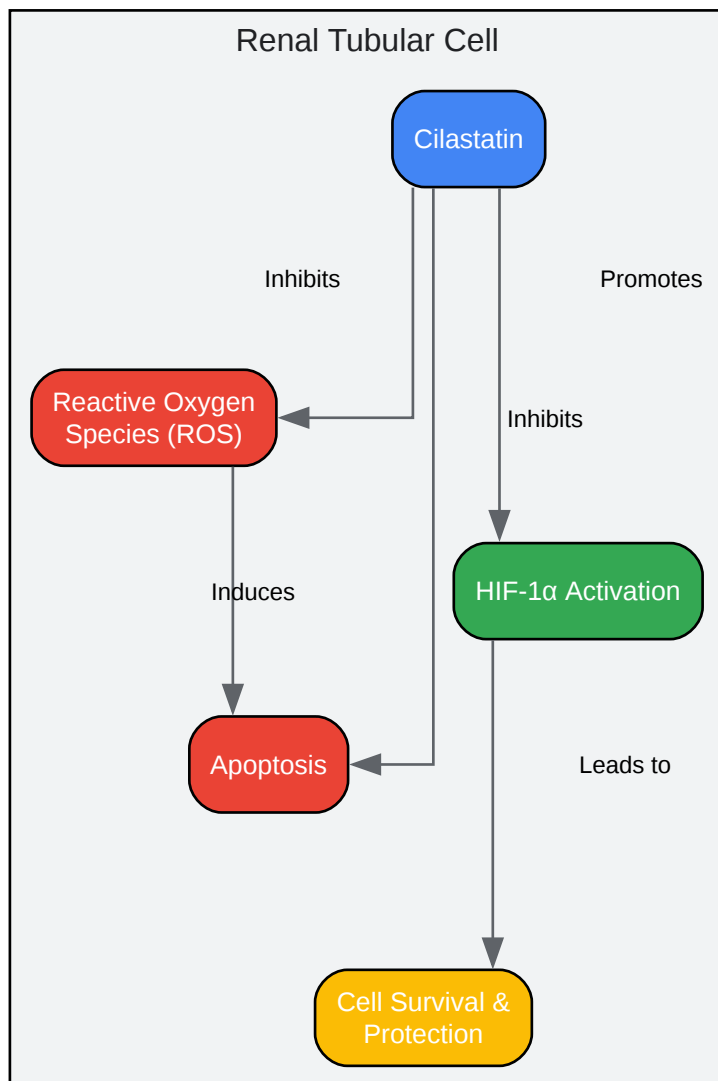 Renal Tubular Cell
Cilastatin
Inhibits
Promotes
Reactive Oxygen
Species (ROS)
Inhibits
Induces
HIF-1α Activation
Apoptosis
Leads to
Cell Survival &
Protection